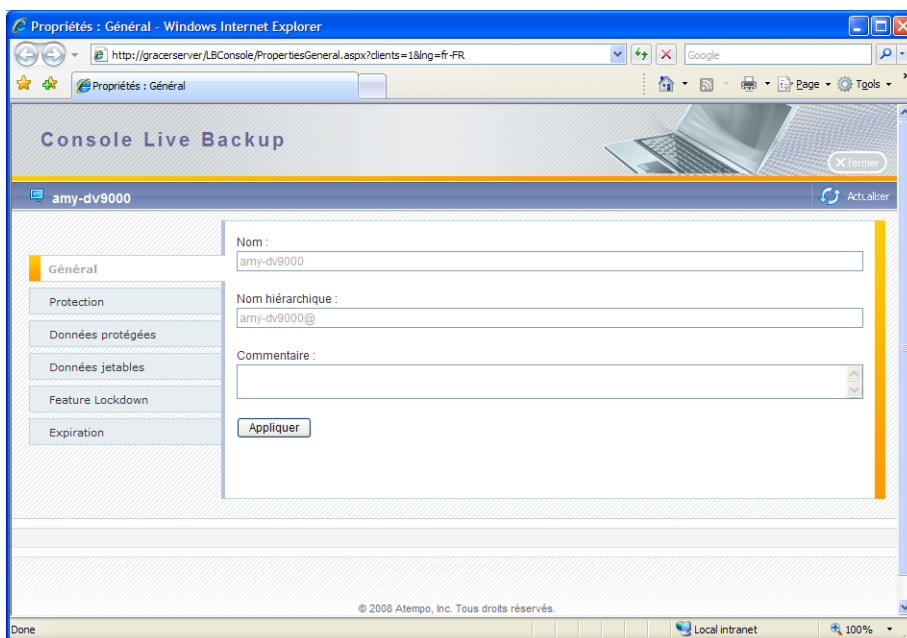 Propriétés : Général - Windows Internet Explorer
http://gracerserver/LBConsole/PropertiesGeneral.aspx?clients=1&lng=fr-FR
Google
Propriétés : Général
Page
Tools
Console Live Backup
X fermer
amy-dv9000
Actualiser
Général
Protection
Données protégées
Données jetables
Feature Lockdown
Expiration
Nom :
amy-dv9000
Nom hiérarchique :
amy-dv9000@
Commentaire :
Appliquer
© 2008 Atempo, Inc. Tous droits réservés.
Done
Local intranet
100%